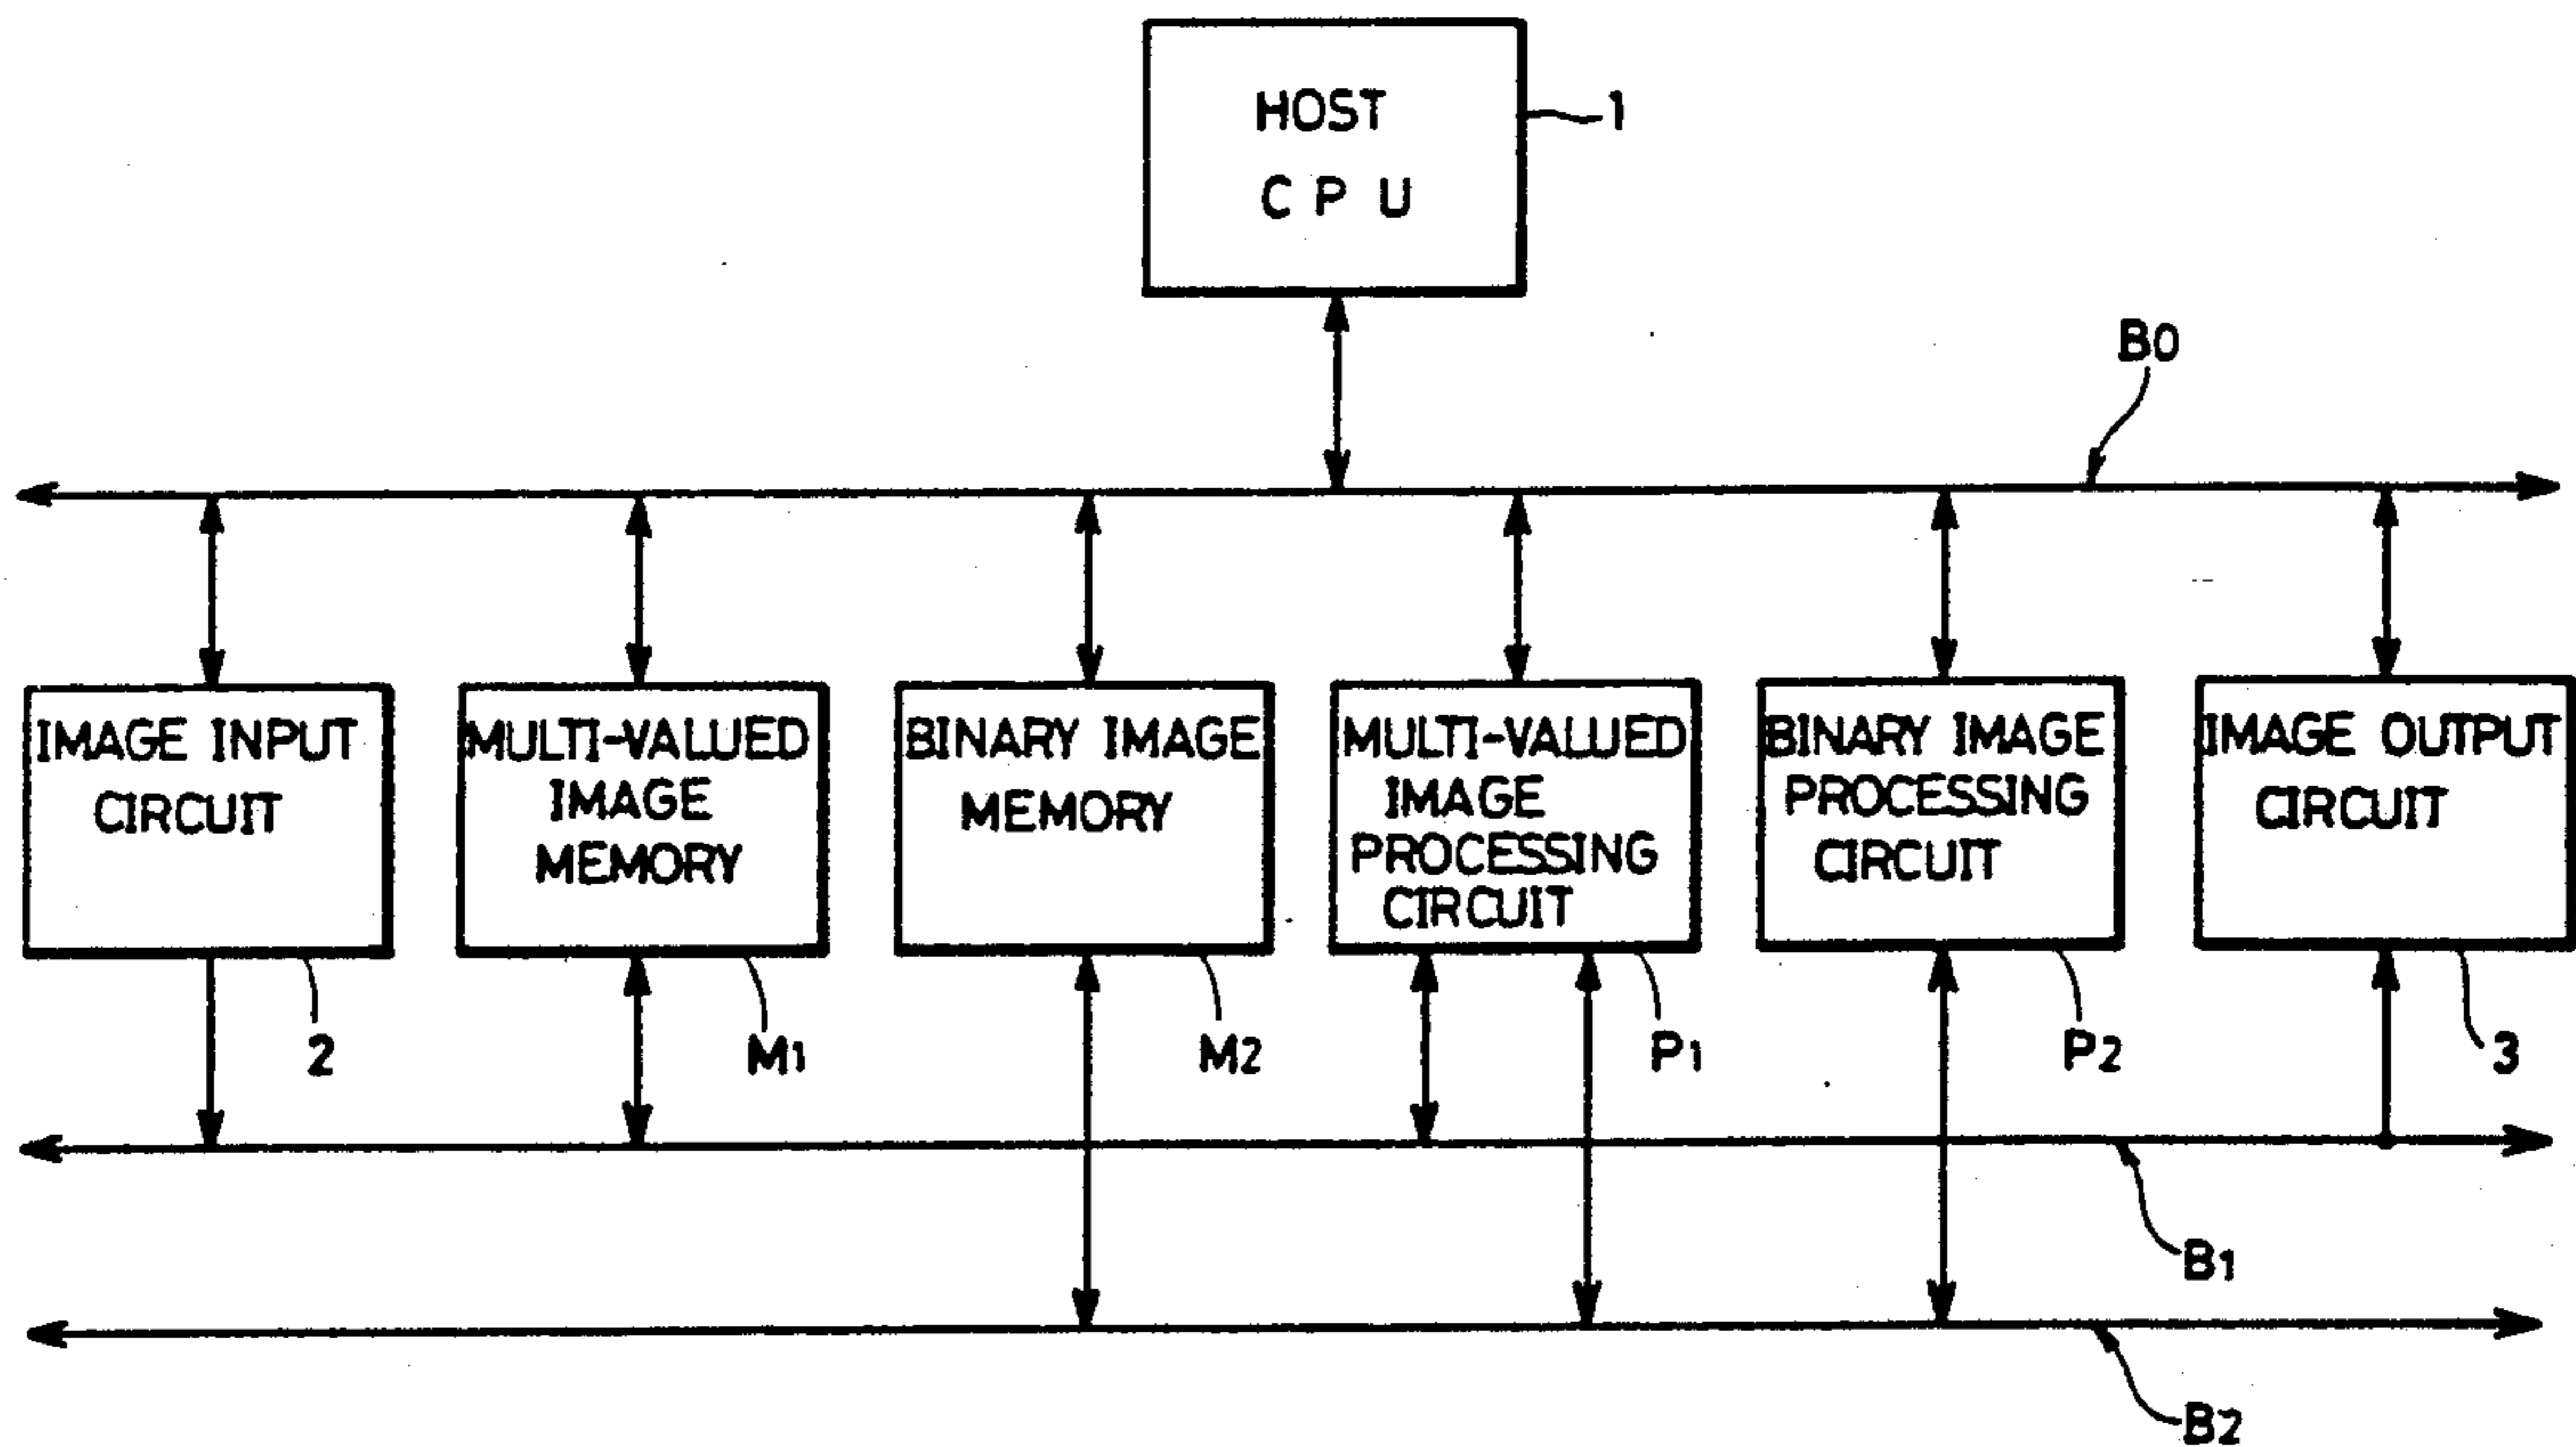 HOST
C P U
1
B0
IMAGE INPUT
CIRCUIT
MULTI-VALUED
IMAGE
MEMORY
BINARY IMAGE
MEMORY
MULTI-VALUED
IMAGE
PROCESSING
CIRCUIT
BINARY IMAGE
PROCESSING
CIRCUIT
IMAGE OUTPUT
CIRCUIT
2
M1
M2
P1
P2
3
B1
B2